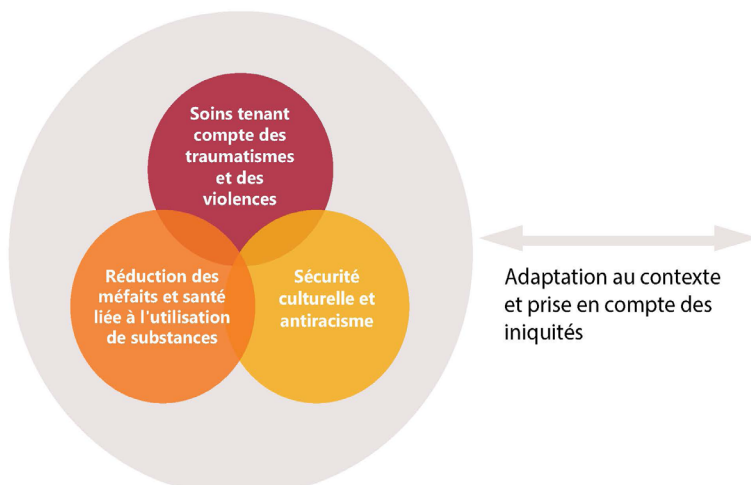 Soins tenant
compte des
traumatismes
et des
violences
Réduction des
méfaits et santé
liée à l'utilisation
de substances
Sécurité
culturelle et
antiracisme
Adaptation au contexte
et prise en compte des
iniquités